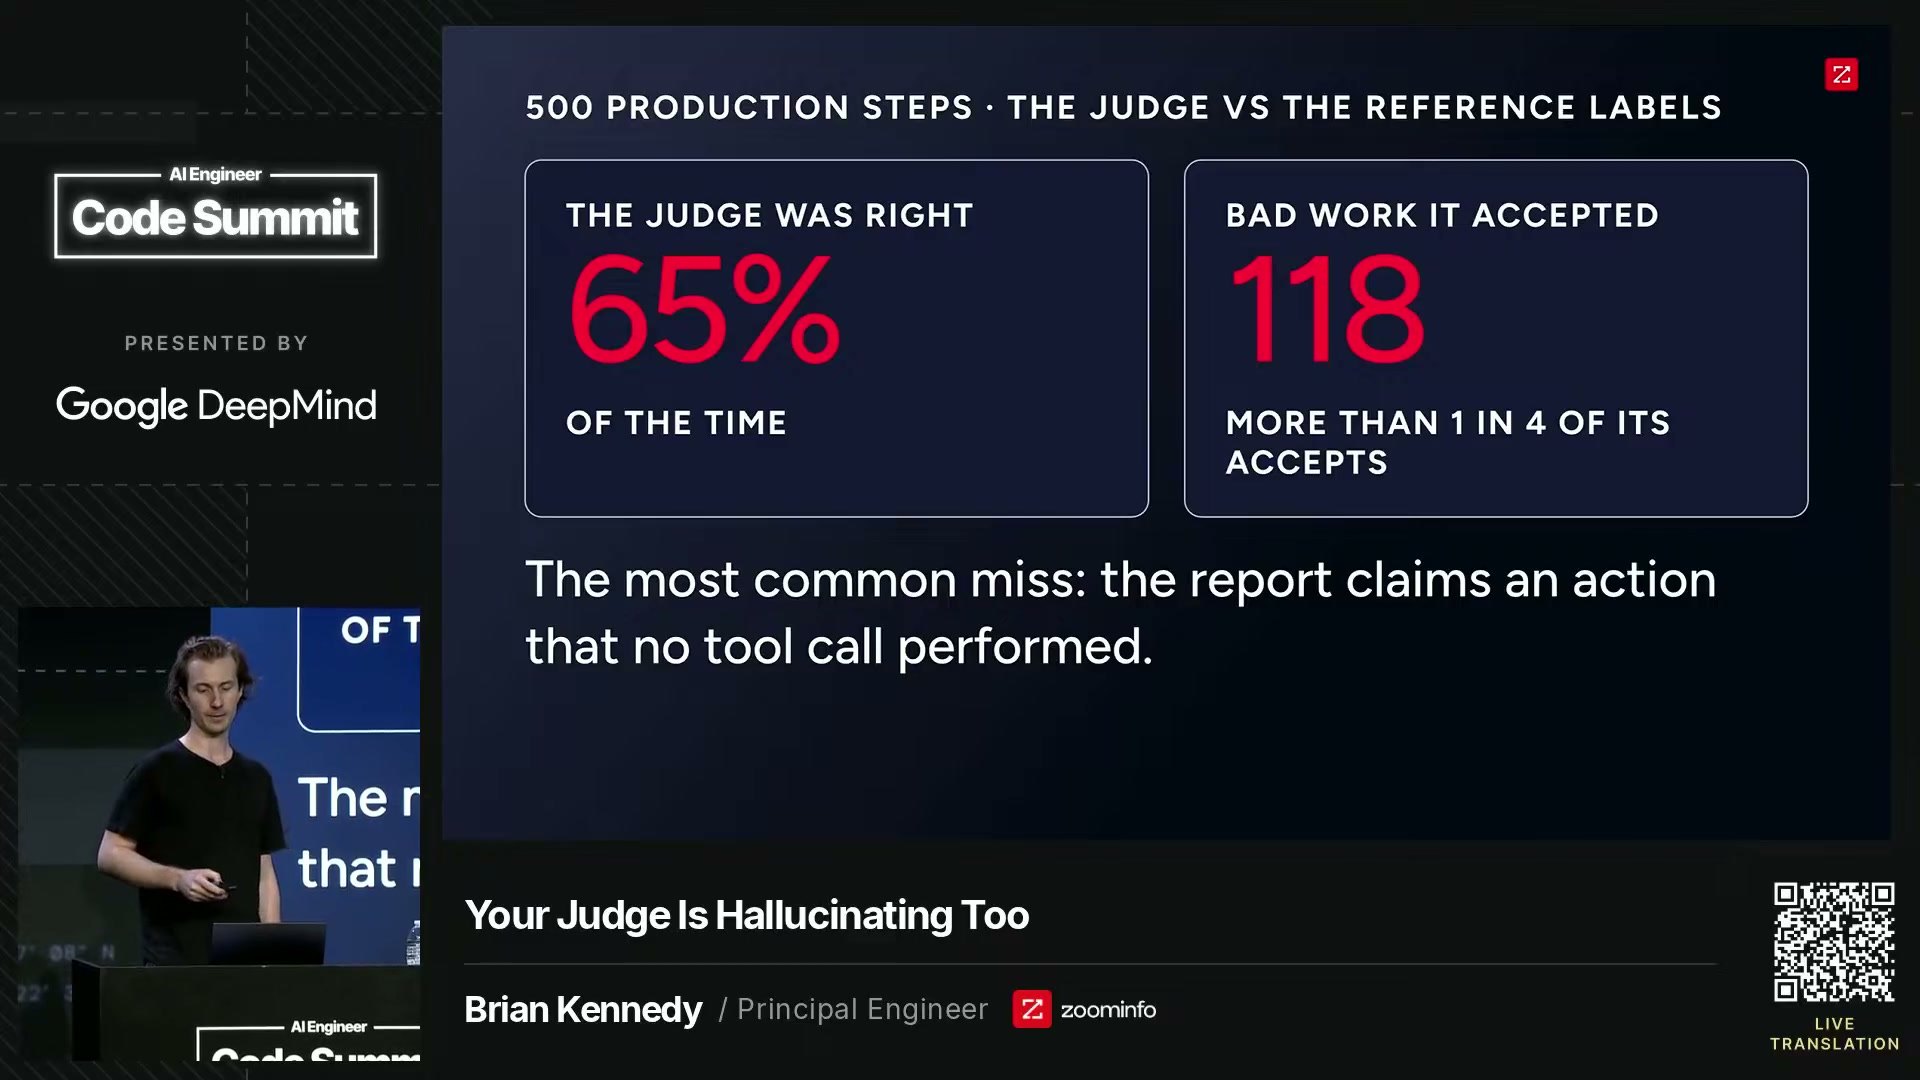 AI Engineer
Code Summit
PRESENTED BY
Google DeepMind
500 PRODUCTION STEPS · THE JUDGE VS THE REFERENCE LABELS
THE JUDGE WAS RIGHT
65%
OF THE TIME
BAD WORK IT ACCEPTED
118
MORE THAN 1 IN 4 OF ITS
ACCEPTS
The most common miss: the report claims an action
that no tool call performed.
OF T
The
that
AI Engineer
Code Summ
Your Judge Is Hallucinating Too
Brian Kennedy / Principal Engineer zoominfo
LIVE
TRANSLATION